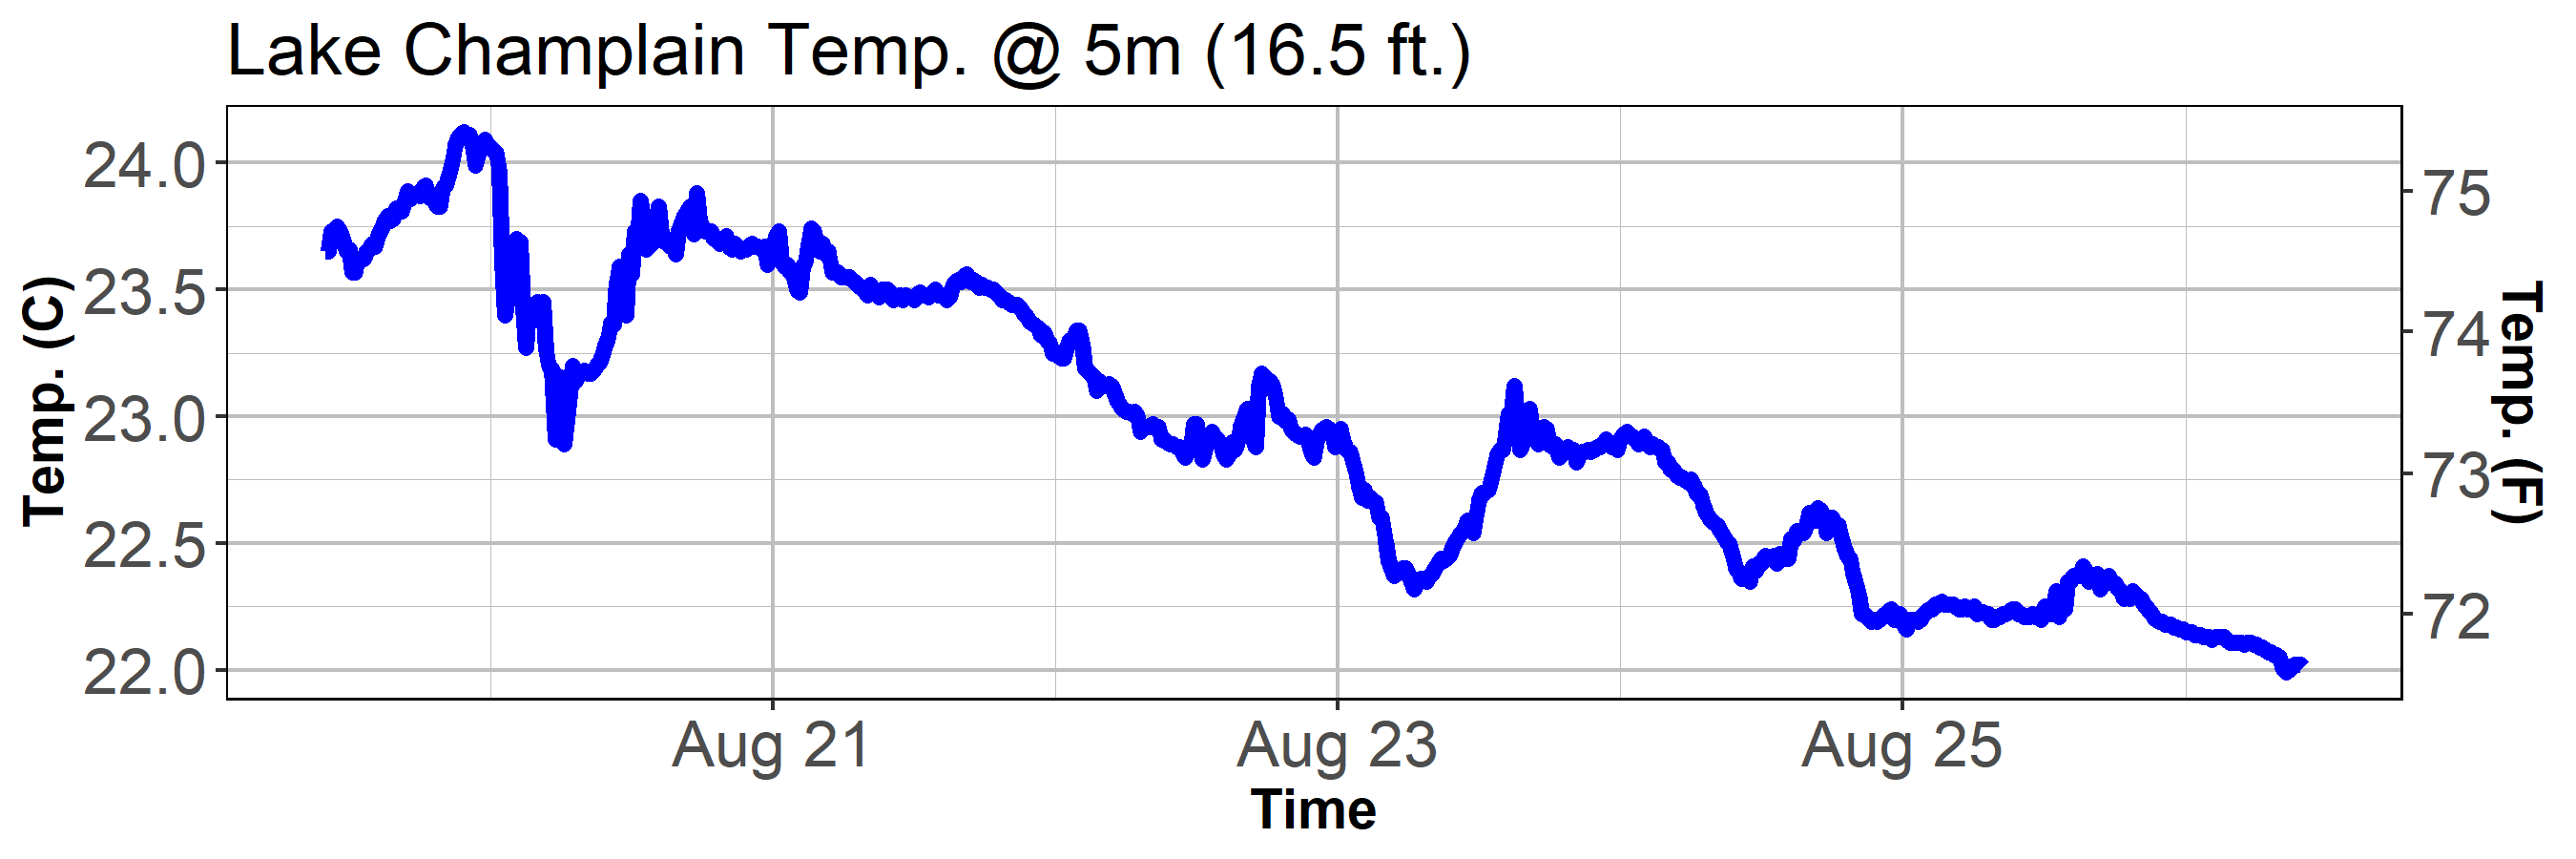 Lake Champlain Temp. @ 5m (16.5 ft.)
Temp. (C)
24.0
23.5
23.0
22.5
22.0
75
74
73
72
Temp. (F)
Aug 21 Aug 23 Aug 25
Time